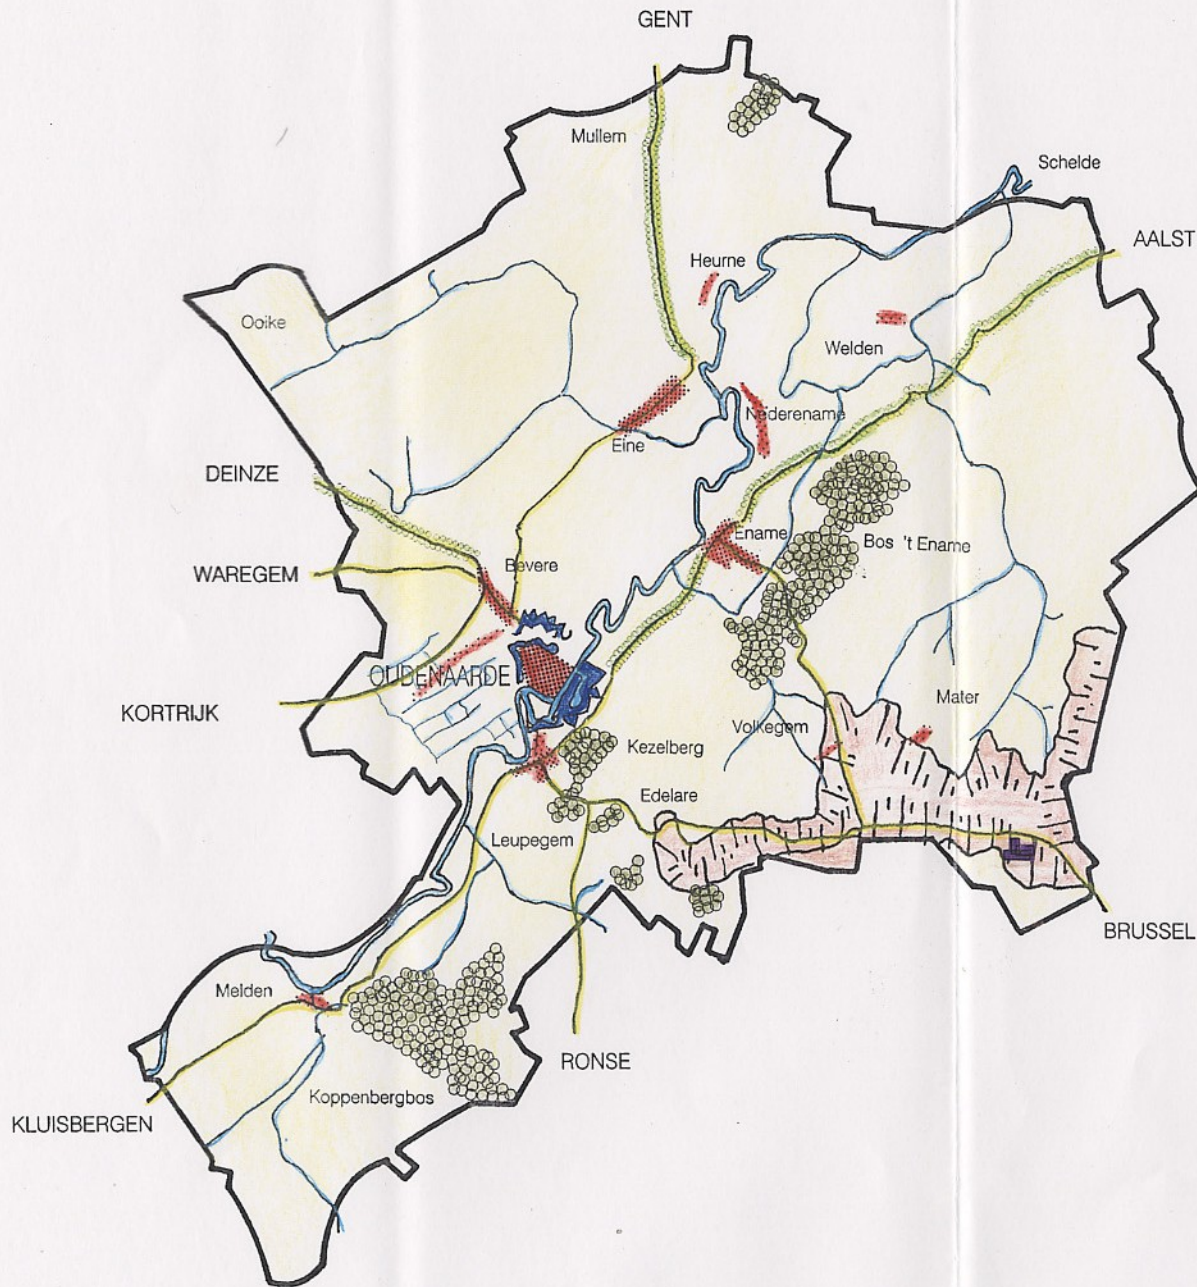 GENT
Mullem
Schelde
AALST
Heurne
Ooike
Welden
Nederename
Eine
DEINZE
Ename
Bos 't Ename
WAREGEM
Bevere
OUDENAARDE
KORTRIJK
Mater
Volkegem
Kezelberg
Edelare
Leupegem
BRUSSEL
Melden
RONSE
Koppenbergbos
KLUISBERGEN